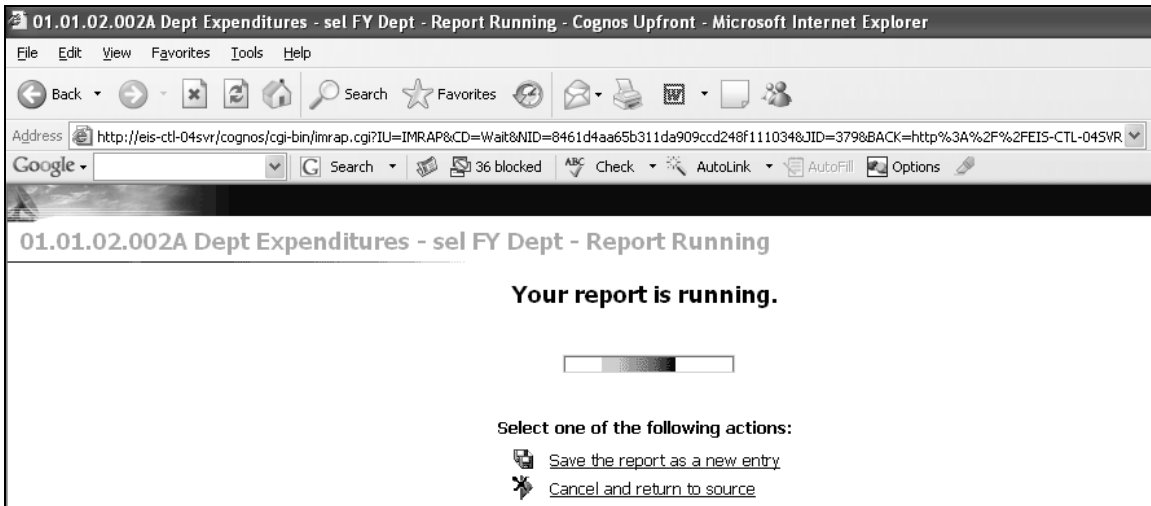 01.01.02.002A Dept Expenditures - sel FY Dept - Report Running - Cognos Upfront - Microsoft Internet Explorer
File Edit View Favorites Tools Help
Back Search Favorites W
Address http://eis-ctl-04svr/cognos/cgi-bin/imrap.cgi?IU=IMRAP&CD=Wait&NID=8461d4aa65b311da909ccd248f111034&JID=379&BACK=http%3A%2F%2FEIS-CTL-04SVR
Google G Search 36 blocked ABC Check AutoLink AutoFill Options
01.01.02.002A Dept Expenditures - sel FY Dept - Report Running
Your report is running.
Select one of the following actions:
Save the report as a new entry
Cancel and return to source